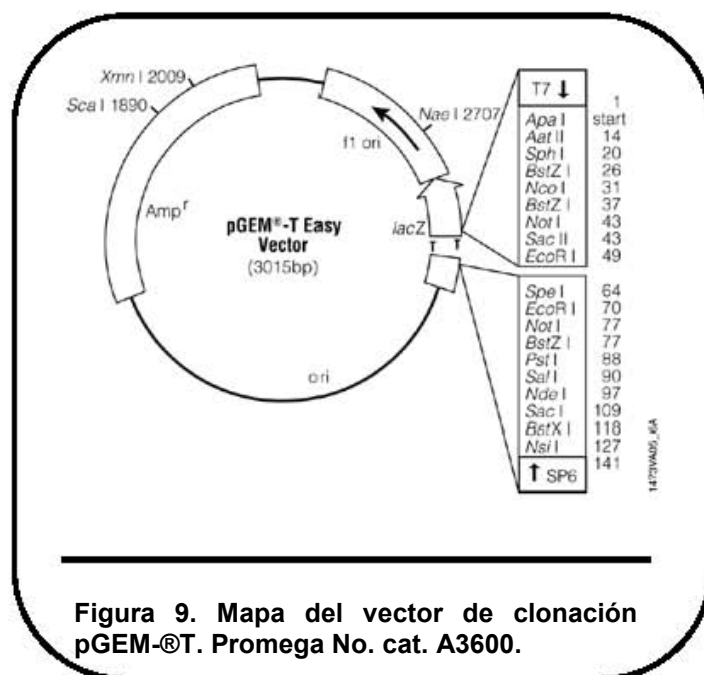 Xmn I 2009
Sca I 1890
Nae I 2707
f1 ori
Amp r
pGEM®-T Easy
Vector
(3015bp)
lacZ
T T
ori
T7 ↓
1
Apa I start
Aat II 14
Sph I 20
BstZ I 26
Nco I 31
BstZ I 37
Not I 43
Sac II 43
EcoR I 49
Spe I 64
EcoR I 70
Not I 77
BstZ I 77
Pst I 88
Sal I 90
Nde I 97
Sac I 109
BstX I 118
Nsi I 127
141
↑ SP6
1473VA05_6A
Figura 9. Mapa del vector de clonación
pGEM-®T. Promega No. cat. A3600.